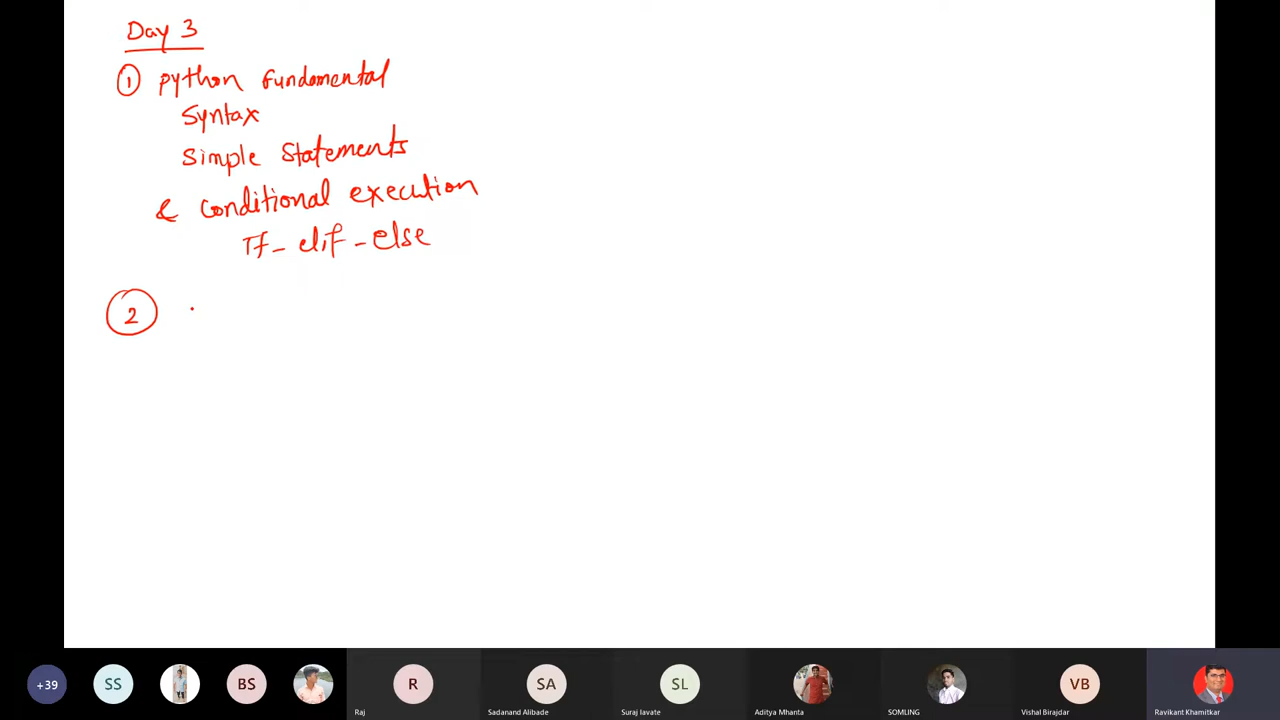 Day 3
① python Fundamental
Syntax
Simple Statements
& conditional execution
IF - elif - else
②
+39
SS
BS
R
Raj
SA
Sadanand Alibade
SL
Suraj Javate
Aditya Mhanta
SOMLING
VB
Vishal Birajdar
Ravikant Khamitkar